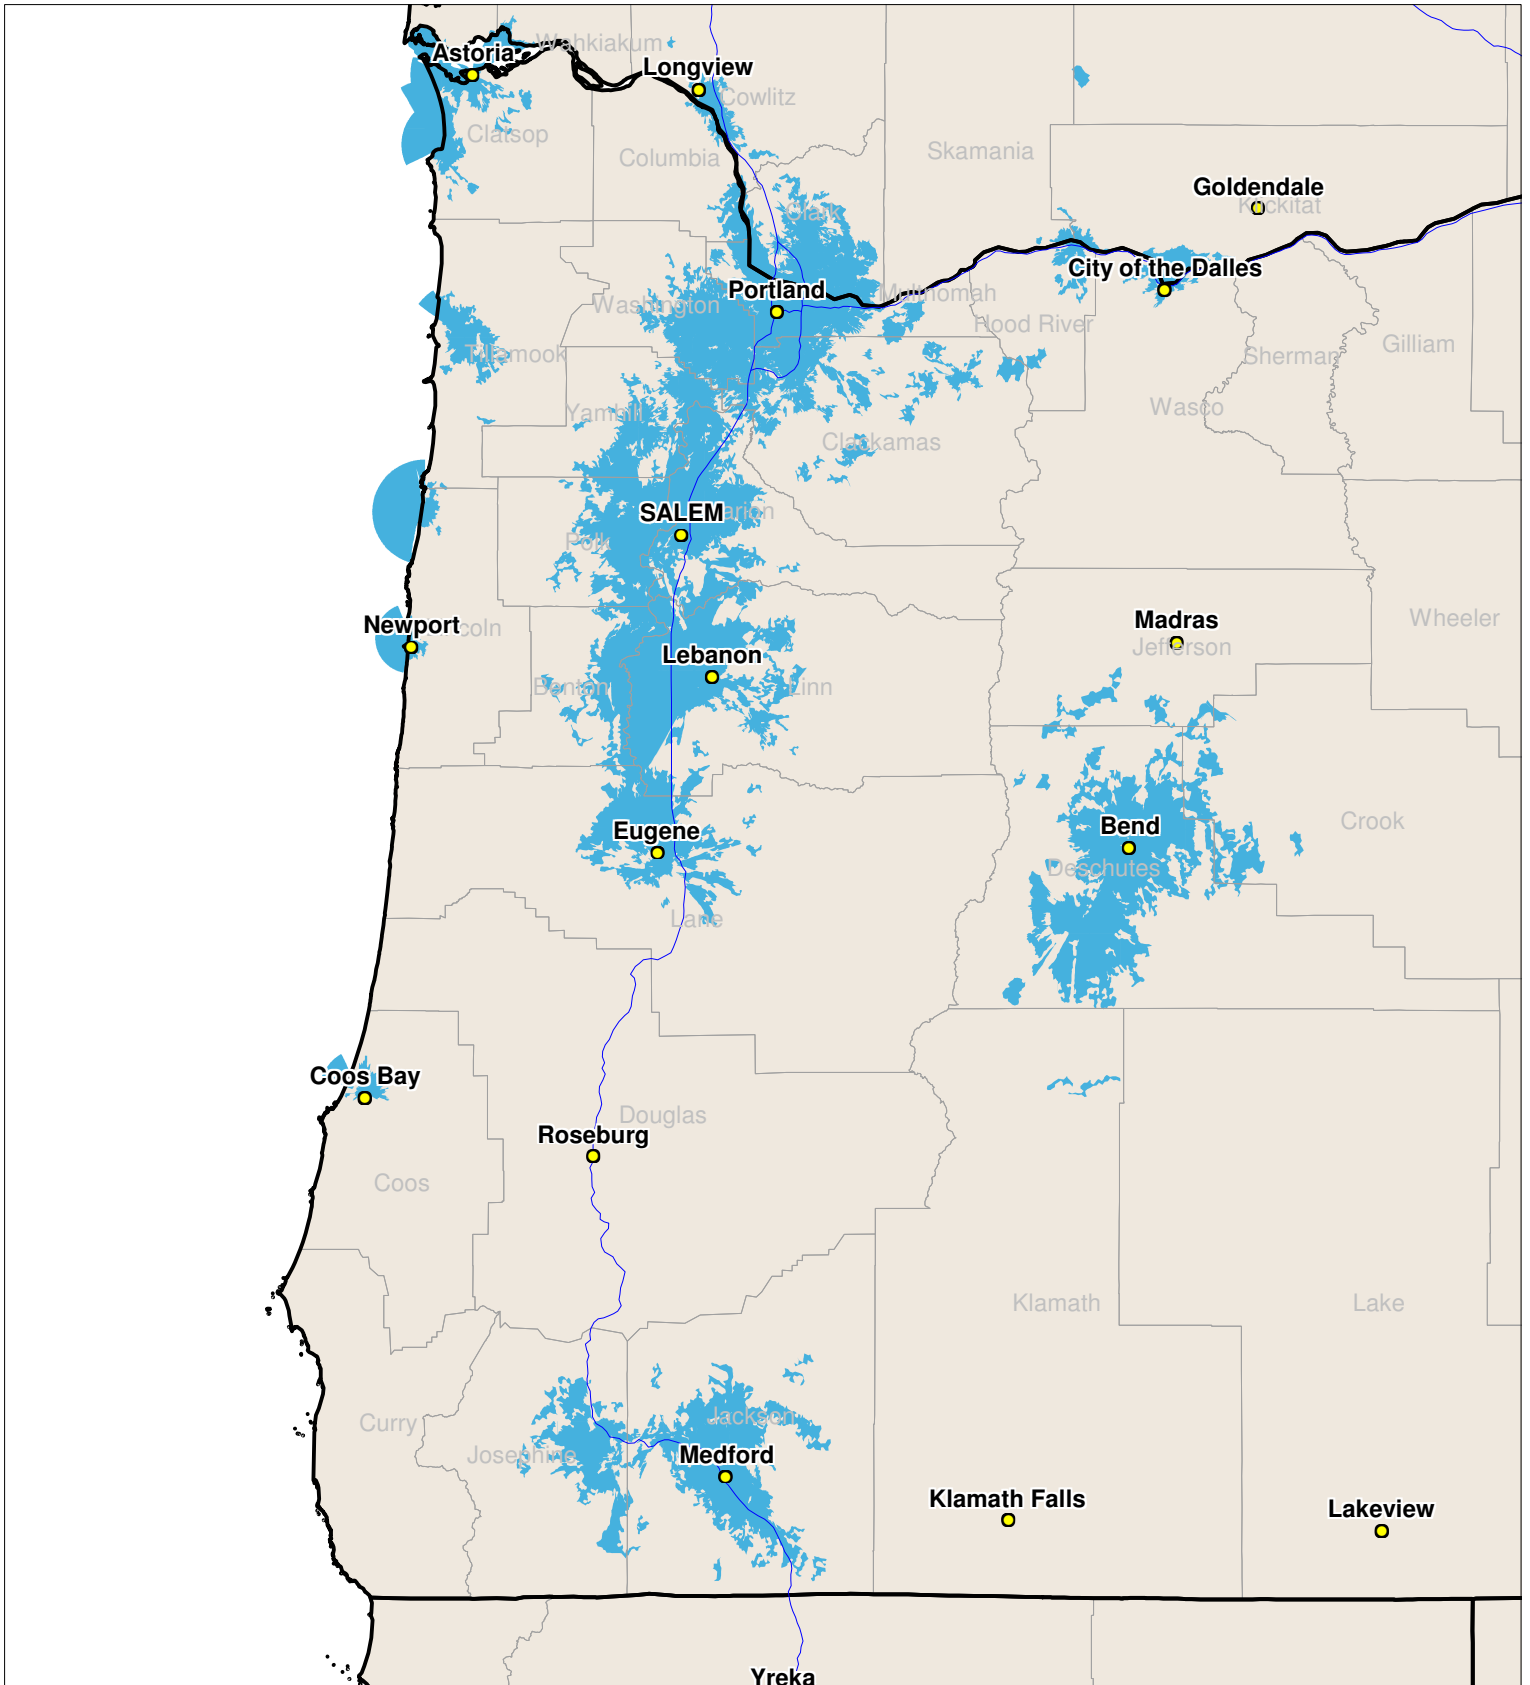 Wahkiakum
Astoria
Longview
Cowlitz
Clatsop
Columbia
Skamania
Goldendale
Klickitat
Clark
City of the Dalles
Portland
Multnomah
Washington
Hood River
Gilliam
Tillamook
Sherman
Wasco
Yamhill
Clackamas
SALEM
Marion
Polk
Madras
Wheeler
Newport
Lincoln
Jefferson
Lebanon
Benton
Linn
Bend
Crook
Eugene
Deschutes
Lane
Coos Bay
Douglas
Roseburg
Coos
Klamath
Lake
Jackson
Curry
Josephine
Medford
Klamath Falls
Lakeview
Yreka